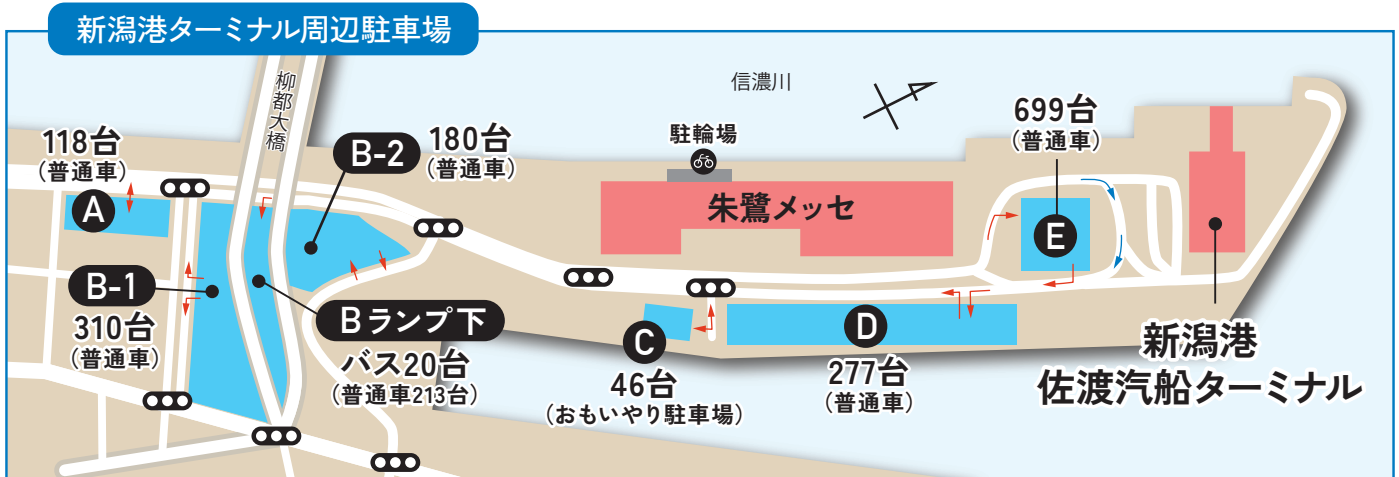 新潟港ターミナル周辺駐車場
柳都大橋
信濃川
118台
(普通車)
A
B-2
180台
(普通車)
駐輪場
朱鷺メッセ
699台
(普通車)
E
B-1
310台
(普通車)
Bランプ下
バス20台
(普通車213台)
C
46台
(おもいやり駐車場)
D
277台
(普通車)
新潟港
佐渡汽船ターミナル